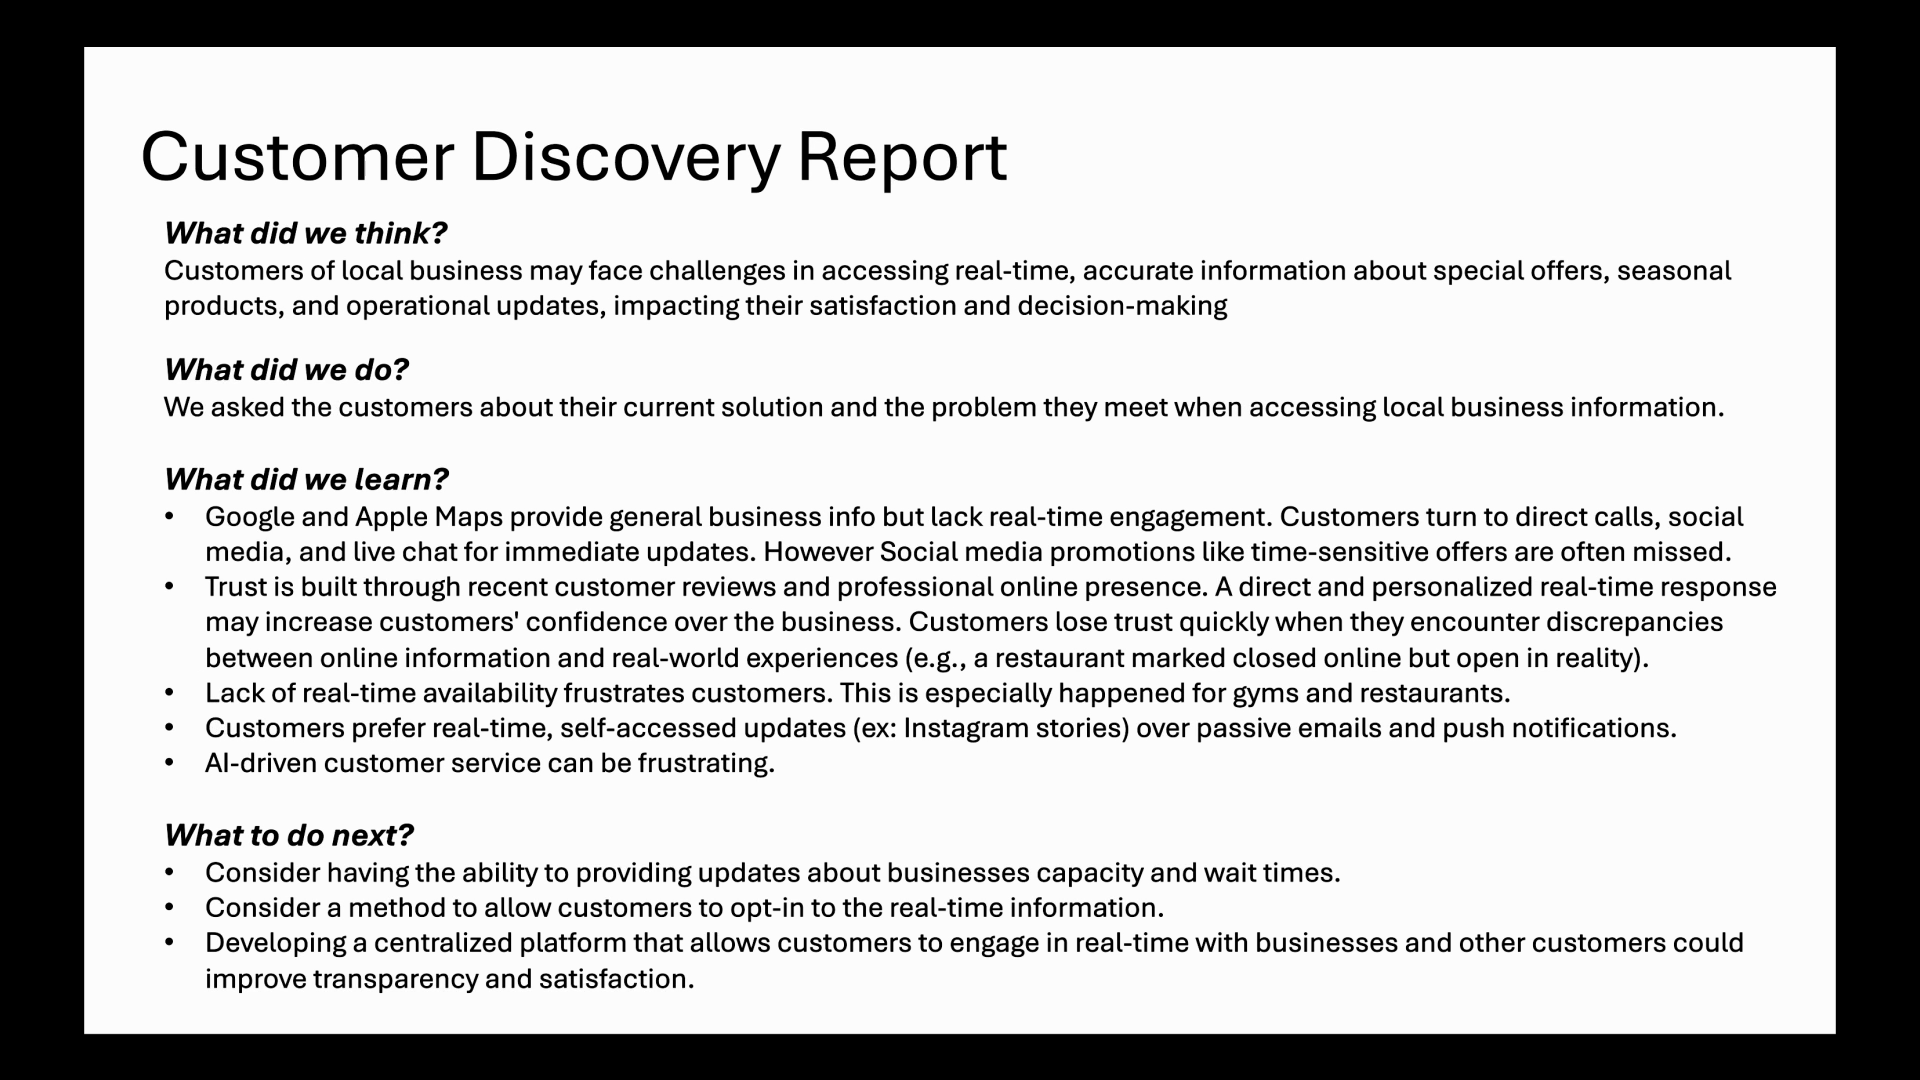 Customer Discovery Report
What did we think?
Customers of local business may face challenges in accessing real-time, accurate information about special offers, seasonal
products, and operational updates, impacting their satisfaction and decision-making
What did we do?
We asked the customers about their current solution and the problem they meet when accessing local business information.
What did we learn?
• Google and Apple Maps provide general business info but lack real-time engagement. Customers turn to direct calls, social
media, and live chat for immediate updates. However Social media promotions like time-sensitive offers are often missed.
• Trust is built through recent customer reviews and professional online presence. A direct and personalized real-time response
may increase customers' confidence over the business. Customers lose trust quickly when they encounter discrepancies
between online information and real-world experiences (e.g., a restaurant marked closed online but open in reality).
• Lack of real-time availability frustrates customers. This is especially happened for gyms and restaurants.
• Customers prefer real-time, self-accessed updates (ex: Instagram stories) over passive emails and push notifications.
• AI-driven customer service can be frustrating.
What to do next?
• Consider having the ability to providing updates about businesses capacity and wait times.
• Consider a method to allow customers to opt-in to the real-time information.
• Developing a centralized platform that allows customers to engage in real-time with businesses and other customers could
improve transparency and satisfaction.